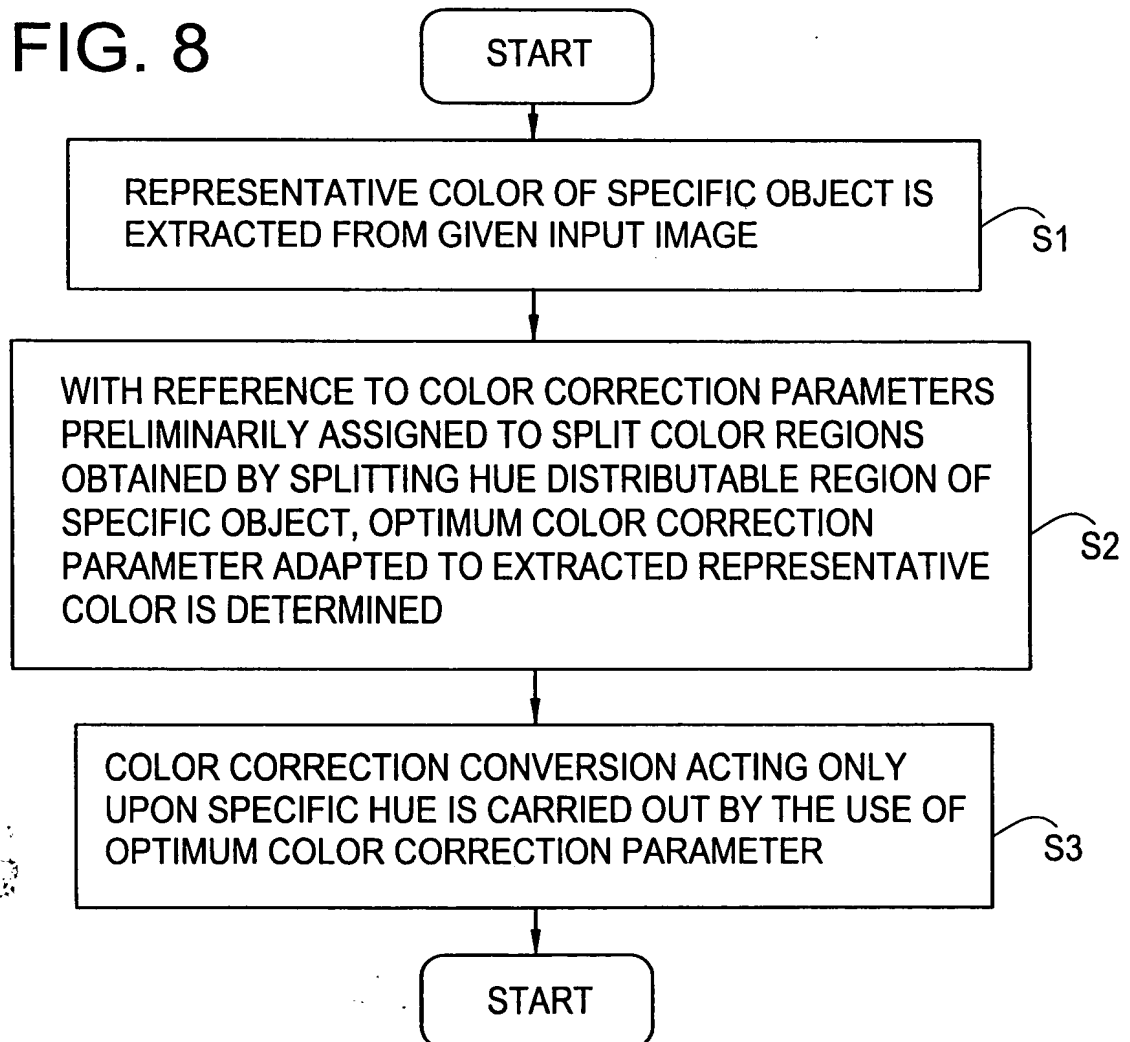 FIG. 8
START
REPRESENTATIVE COLOR OF SPECIFIC OBJECT IS
EXTRACTED FROM GIVEN INPUT IMAGE
S1
WITH REFERENCE TO COLOR CORRECTION PARAMETERS
PRELIMINARILY ASSIGNED TO SPLIT COLOR REGIONS
OBTAINED BY SPLITTING HUE DISTRIBUTABLE REGION OF
SPECIFIC OBJECT, OPTIMUM COLOR CORRECTION
PARAMETER ADAPTED TO EXTRACTED REPRESENTATIVE
COLOR IS DETERMINED
S2
COLOR CORRECTION CONVERSION ACTING ONLY
UPON SPECIFIC HUE IS CARRIED OUT BY THE USE OF
OPTIMUM COLOR CORRECTION PARAMETER
S3
START